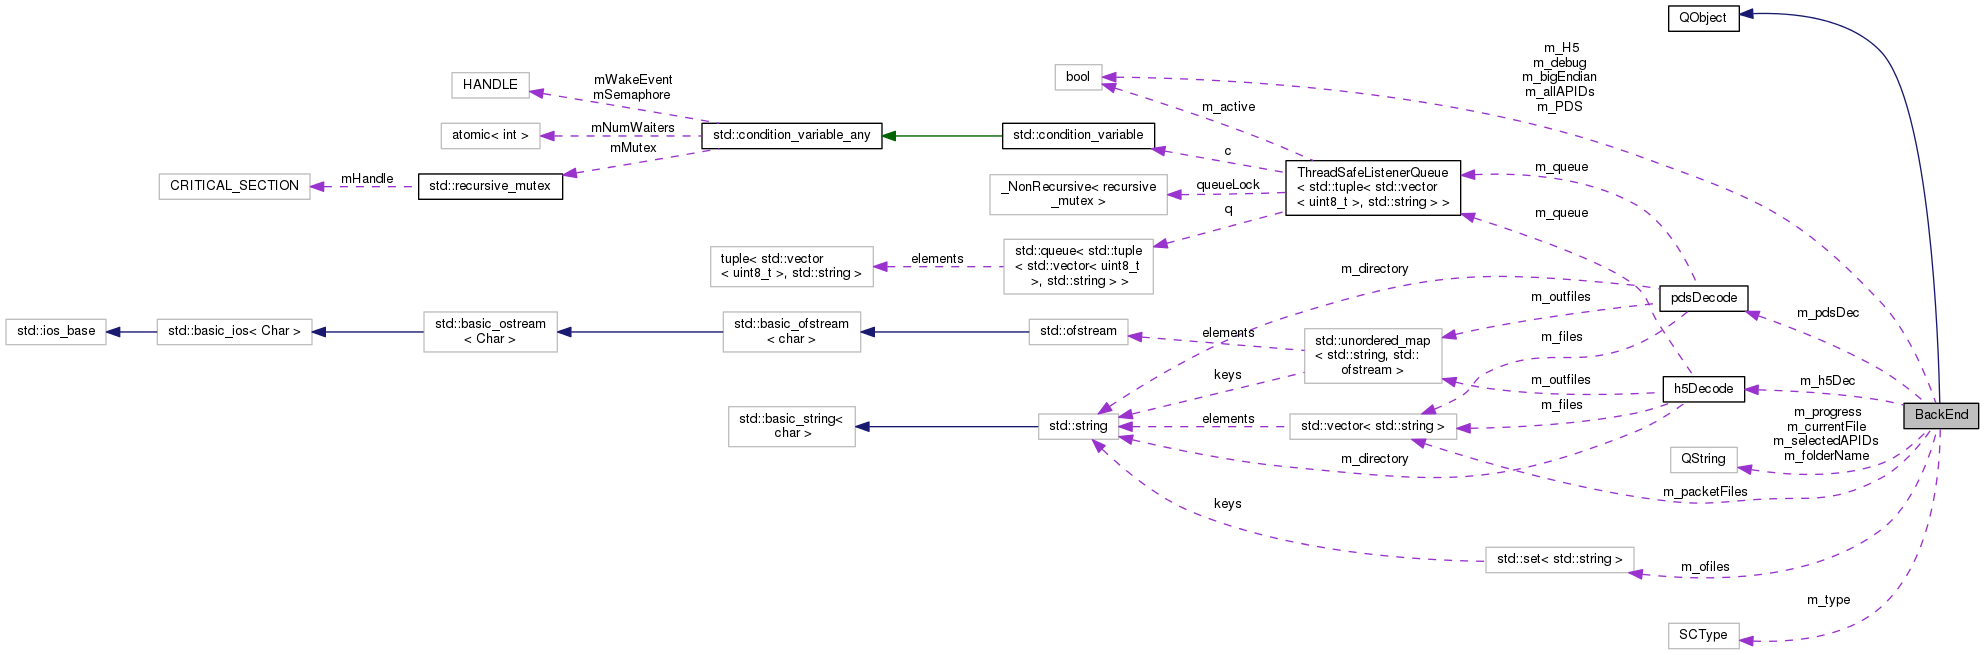 QObject
m_H5
m_debug
m_bigEndian
m_allAPIDs
m_PDS
bool
HANDLE
mWakeEvent
mSemaphore
m_active
atomic< int >
mNumWaiters
std::condition_variable_any
std::condition_variable
mMutex
c
CRITICAL_SECTION
mHandle
std::recursive_mutex
_NonRecursive< recursive
_mutex >
queueLock
ThreadSafeListenerQueue
< std::tuple< std::vector
< uint8_t >, std::string > >
m_queue
q
m_queue
tuple< std::vector
< uint8_t >, std::string >
elements
std::queue< std::tuple
< std::vector< uint8_t
>, std::string > >
m_directory
m_outfiles
pdsDecode
m_pdsDec
std::ios_base
std::basic_ios< Char >
std::basic_ostream
< Char >
std::basic_ofstream
< char >
std::ofstream
elements
std::unordered_map
< std::string, std::
ofstream >
m_files
keys
m_outfiles
h5Decode
m_h5Dec
std::basic_string<
char >
std::string
elements
std::vector< std::string >
m_files
m_progress
m_currentFile
m_selectedAPIDs
m_folderName
BackEnd
m_directory
QString
m_packetFiles
keys
std::set< std::string >
m_ofiles
m_type
SCType